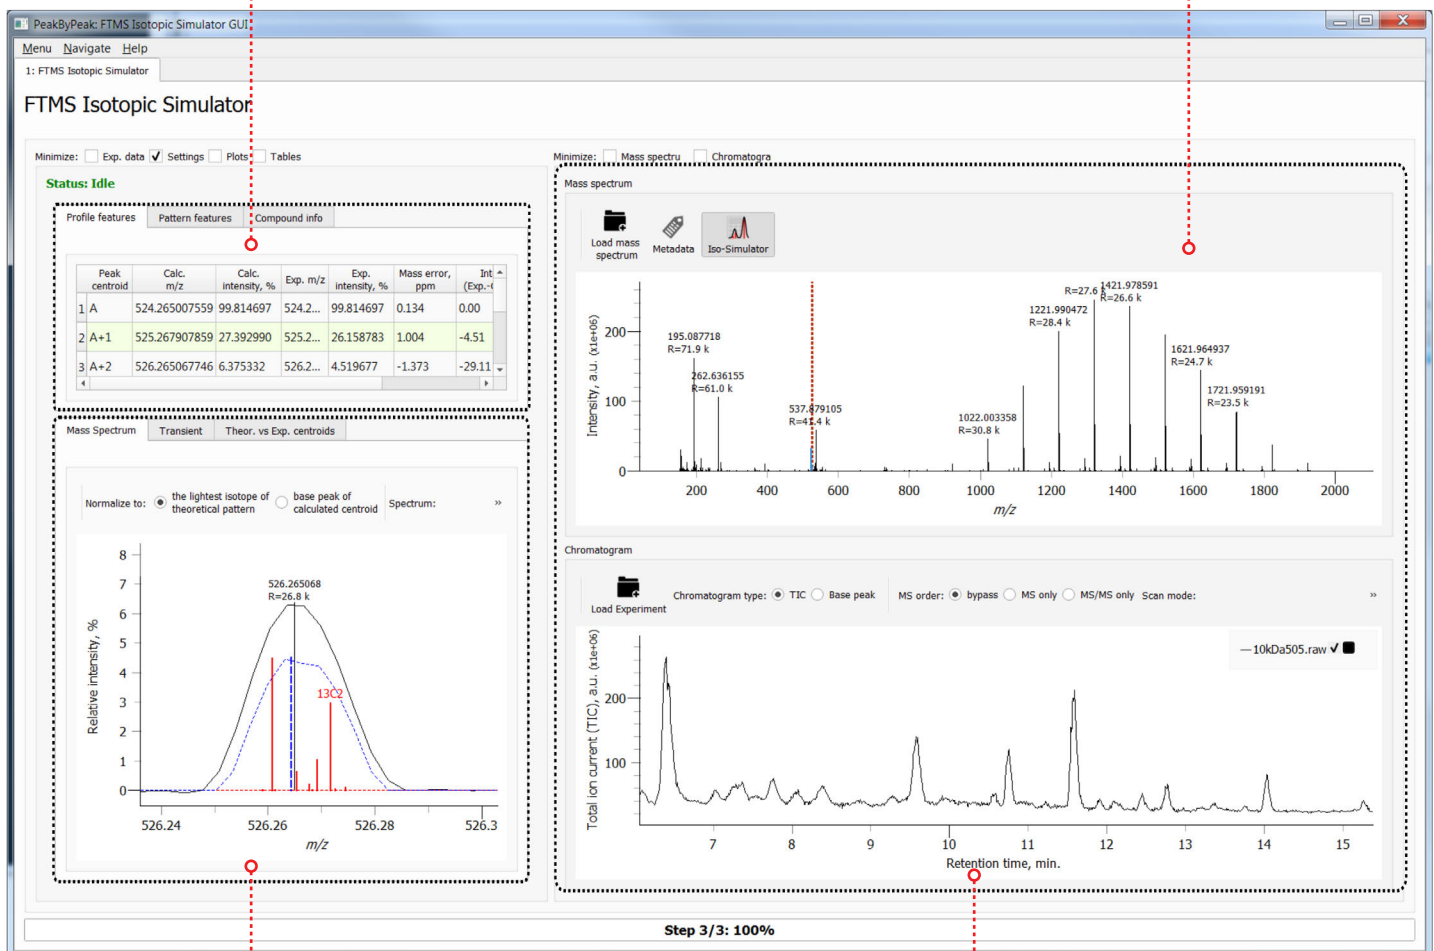 PeakByPeak: FTMS Isotopic Simulator GUI
Menu Navigate Help
1: FTMS Isotopic Simulator
FTMS Isotopic Simulator
Minimize: Exp. data Settings Plots Tables
Status: Idle
Profile features Pattern features Compound info
Peak centroid Calc. m/z Calc. intensity, % Exp. m/z Exp. intensity, % Mass error, ppm Int (Exp.-
1 A 524.265007559 99.814697 524.2... 99.814697 0.134 0.00
2 A+1 525.267907859 27.392990 525.2... 26.158783 1.004 -4.51
3 A+2 526.265067746 6.375332 526.2... 4.519677 -1.373 -29.11
Mass Spectrum Transient Theor. vs Exp. centroids
Normalize to: the lightest isotope of theoretical pattern base peak of calculated centroid Spectrum: »
8
7
6
5
4
3
2
1
0
Relative intensity, %
526.265068
R=26.8 k
13C2
526.24 526.26 526.28 526.3
m/z
Minimize: Mass spectru Chromatogra
Mass spectrum
Load mass spectrum Metadata Iso-Simulator
Intensity, a.u. (x1e+06)
200
100
0
195.087718
R=71.9 k
262.636155
R=61.0 k
537.879105
R=41.4 k
1022.003358
R=30.8 k
1221.990472
R=28.4 k
R=27.6
1421.978591
R=26.6 k
1621.964937
R=24.7 k
1721.959191
R=23.5 k
200 400 600 800 1000 1200 1400 1600 1800 2000
m/z
Chromatogram
Load Experiment Chromatogram type: TIC Base peak MS order: bypass MS only MS/MS only Scan mode: »
Total ion current (TIC), a.u. (x1e+06)
200
100
10kDa505.raw
7 8 9 10 11 12 13 14 15
Retention time, min.
Step 3/3: 100%